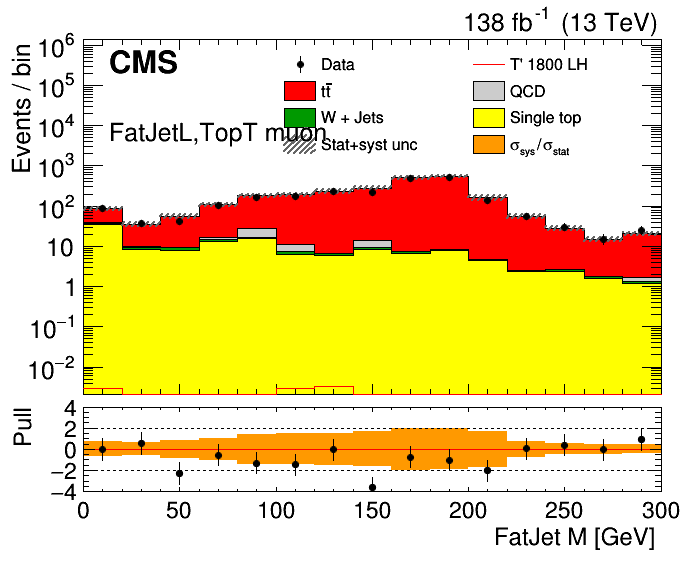 138 fb⁻¹ (13 TeV)
CMS
Data
T' 1800 LH
tt̄
QCD
W + Jets
Single top
FatJetL,TopT muon
Stat+syst unc
σsys/σstat
Events / bin
10⁶
10⁵
10⁴
10³
10²
10
1
10⁻¹
10⁻²
Pull
4
2
0
−2
−4
0 50 100 150 200 250 300
FatJet M [GeV]